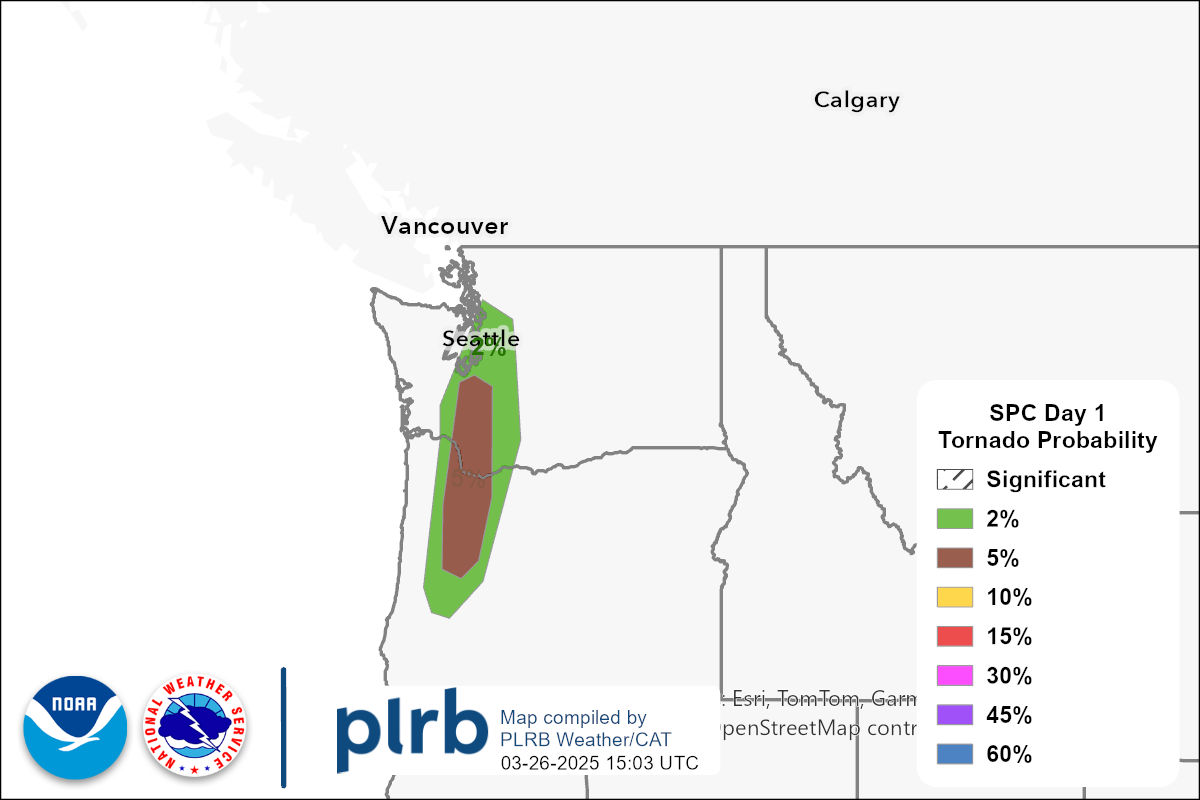 Calgary
Vancouver
Seattle
2%
5%
SPC Day 1
Tornado Probability
Significant
2%
5%
10%
15%
30%
45%
60%
NOAA
NATIONAL WEATHER SERVICE
plrb
Map compiled by
PLRB Weather/CAT
03-26-2025 15:03 UTC
: Esri, TomTom, Garm
penStreetMap contr